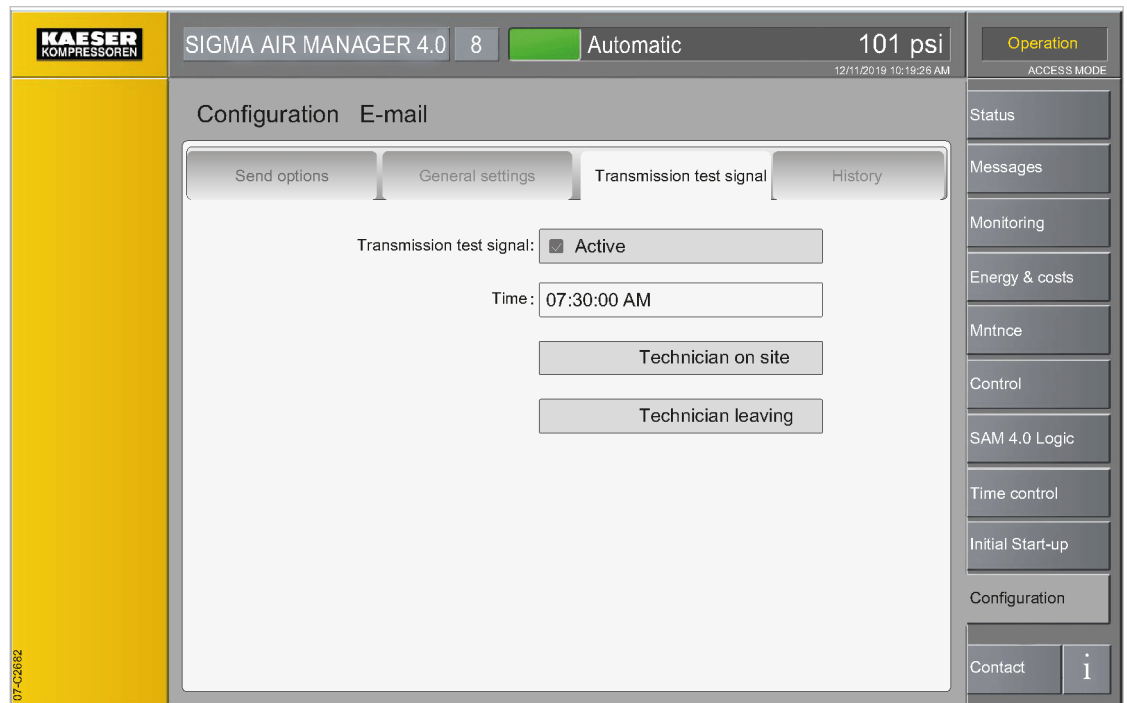 KAESER
KOMPRESSOREN
SIGMA AIR MANAGER 4.0 8 Automatic 101 psi
12/11/2019 10:19:26 AM
Operation
ACCESS MODE
Configuration E-mail
Send options General settings Transmission test signal History
Transmission test signal: Active
Time: 07:30:00 AM
Technician on site
Technician leaving
Status
Messages
Monitoring
Energy & costs
Mntnce
Control
SAM 4.0 Logic
Time control
Initial Start-up
Configuration
Contact i
07-C2682